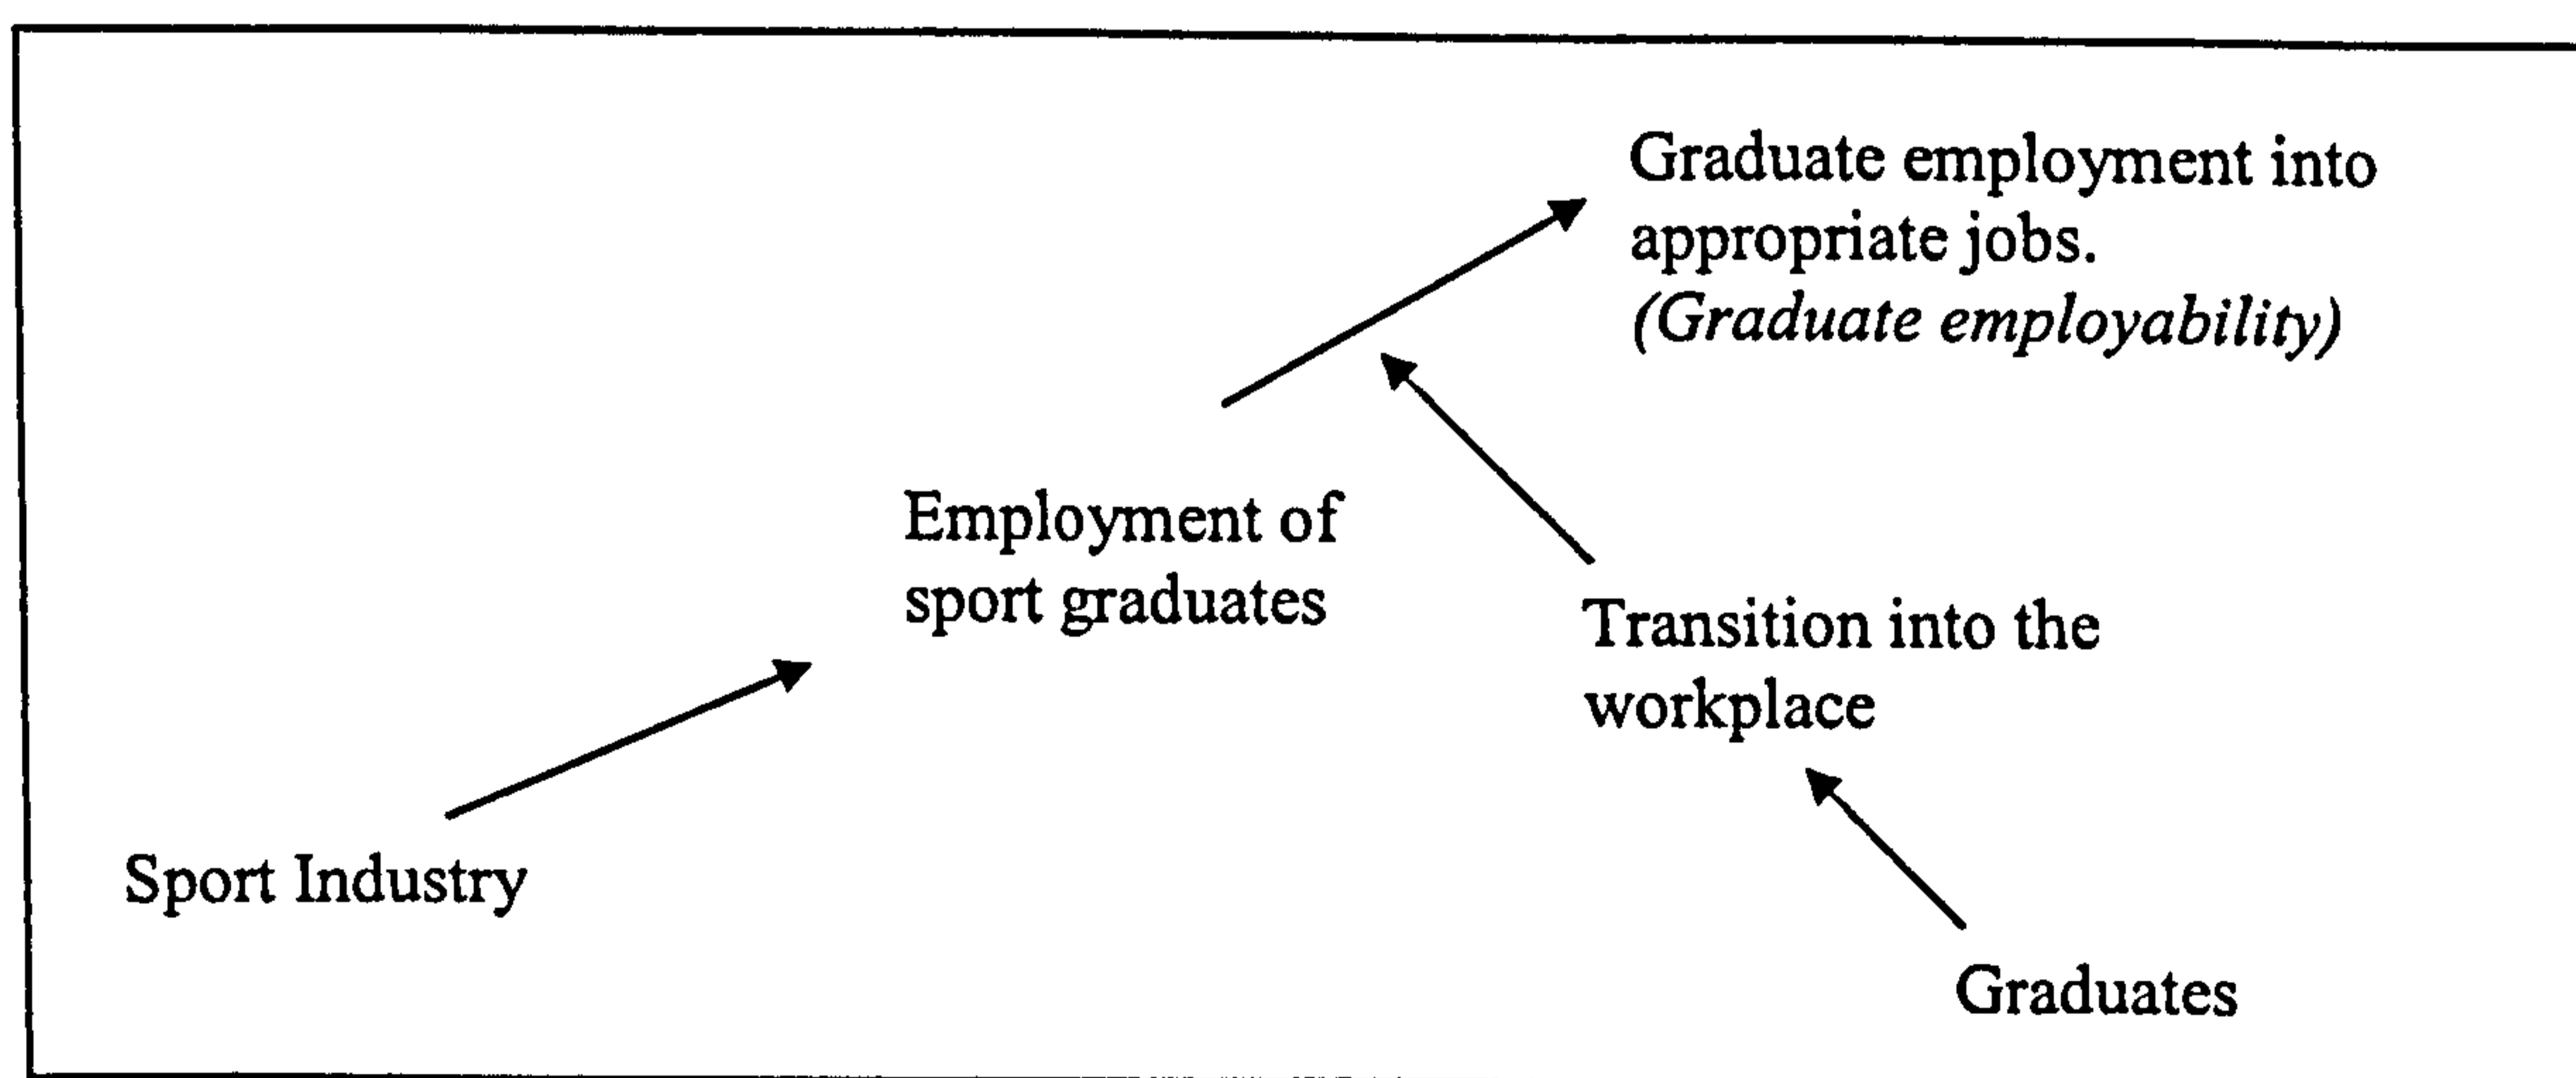 Graduate employment into
appropriate jobs.
(Graduate employability)
Employment of
sport graduates
Transition into the
workplace
Sport Industry
Graduates